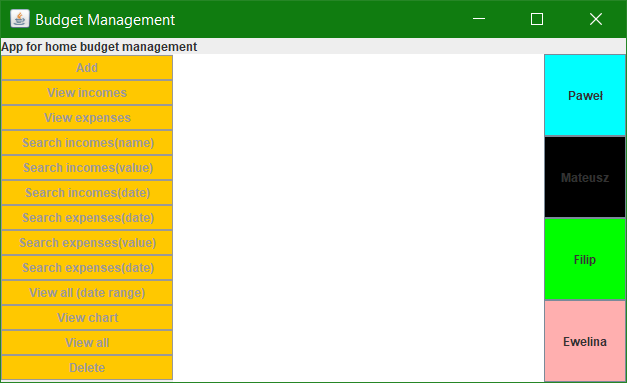 Budget Management
App for home budget management
Add
View incomes
View expenses
Search incomes(name)
Search incomes(value)
Search incomes(date)
Search expenses(date)
Search expenses(value)
Search expenses(date)
View all (date range)
View chart
View all
Delete
Paweł
Mateusz
Filip
Ewelina